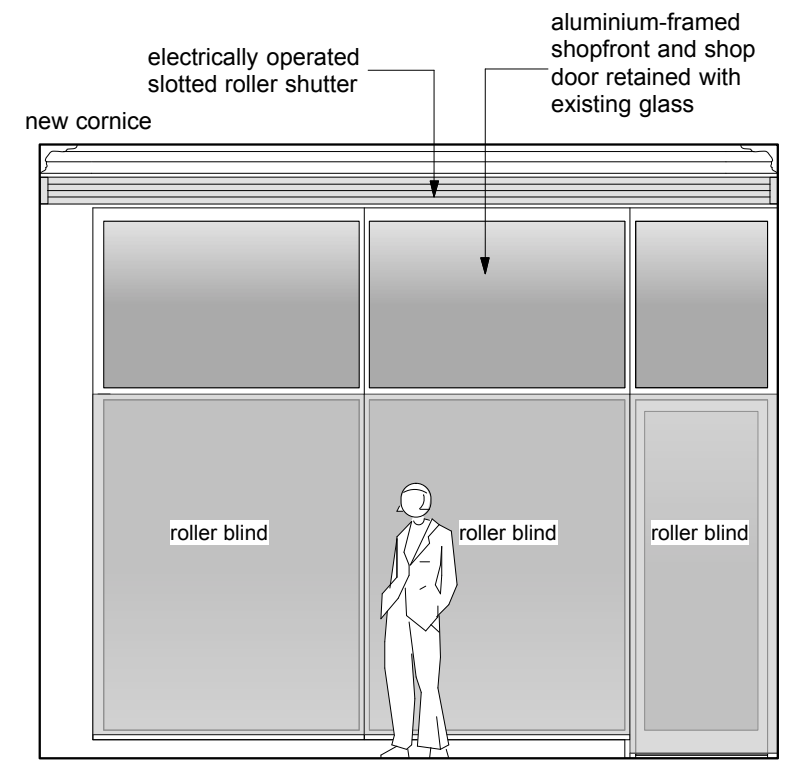 aluminium-framed
shopfront and shop
door retained with
existing glass
electrically operated
slotted roller shutter
new cornice
roller blind
roller blind
roller blind